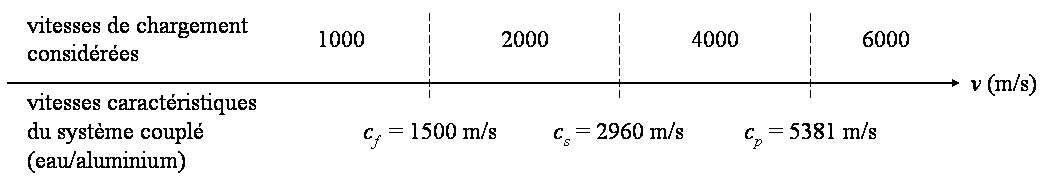 vitesses de chargement
considérées
1000 2000 4000 6000
v (m/s)
vitesses caractéristiques
du système couplé
(eau/aluminium)
c_f = 1500 m/s c_s = 2960 m/s c_p = 5381 m/s